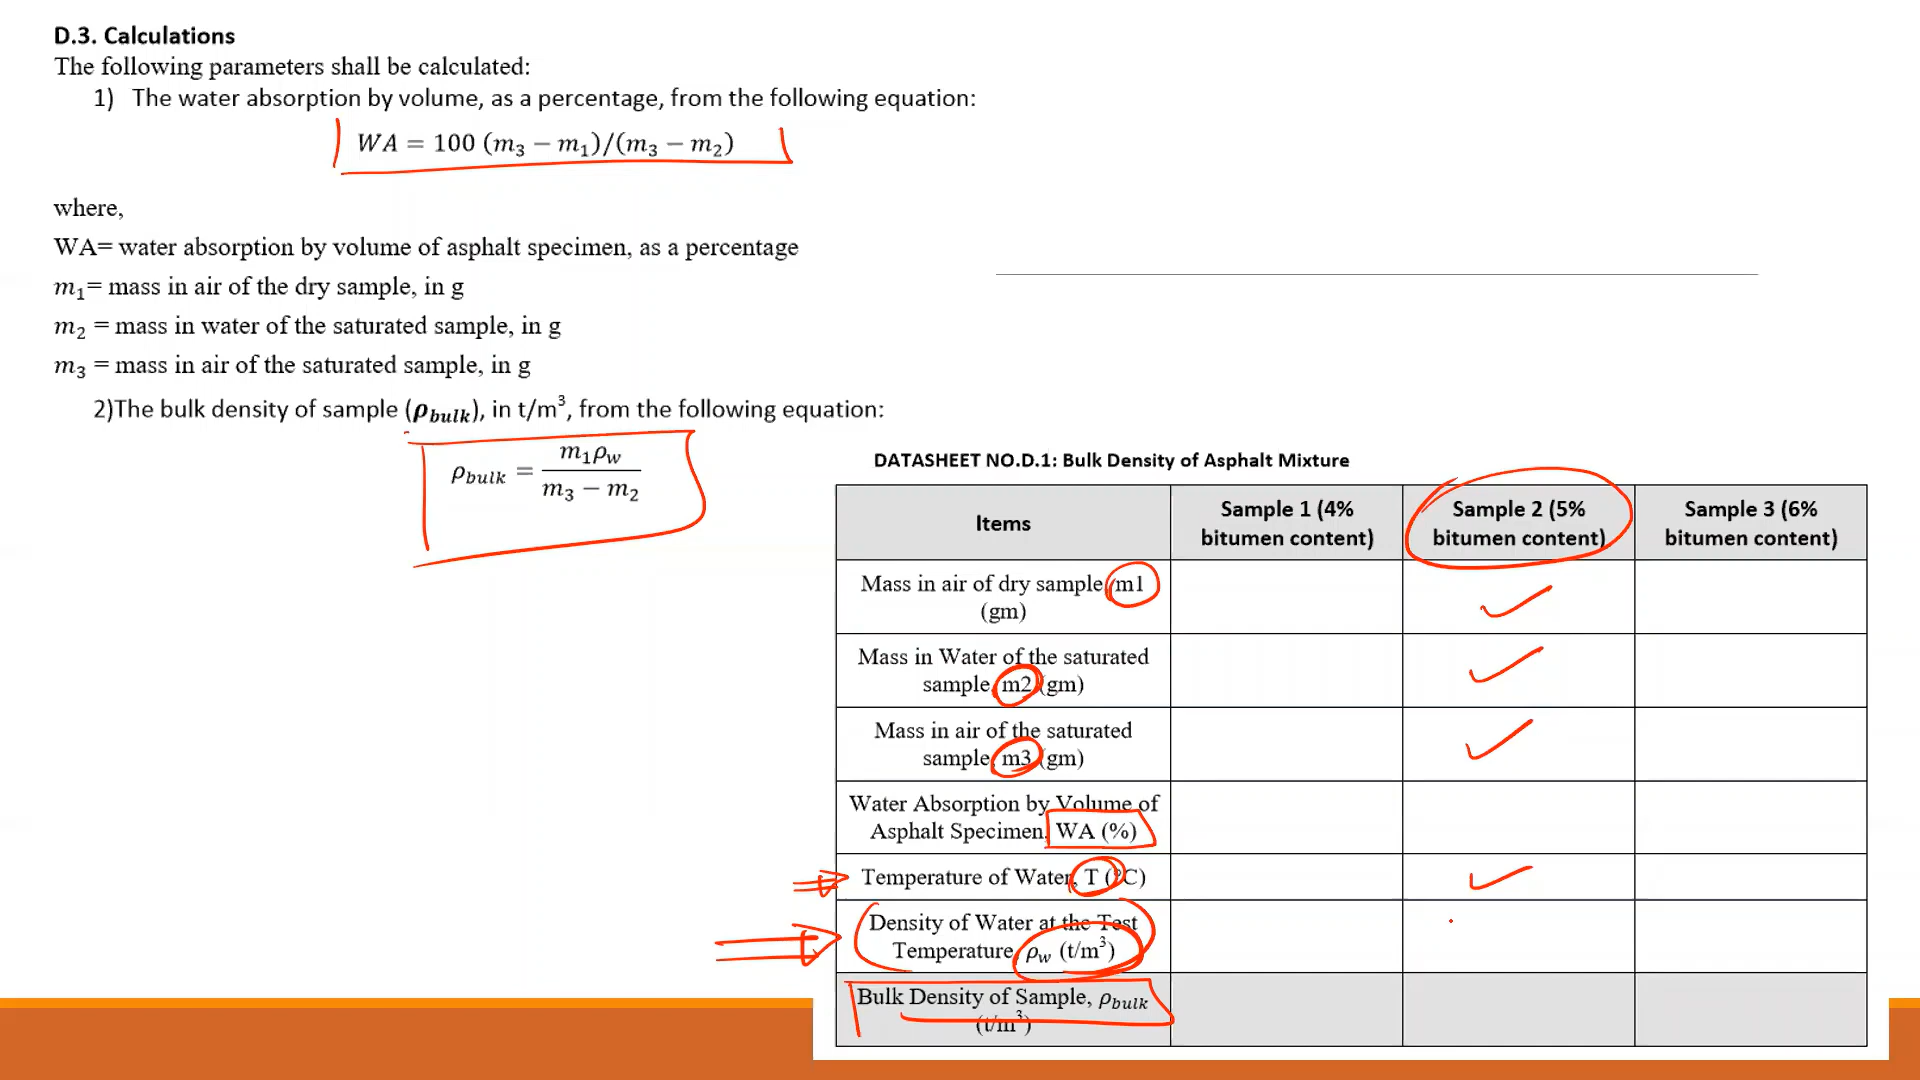 D.3. Calculations
The following parameters shall be calculated:
1) The water absorption by volume, as a percentage, from the following equation:
WA = 100 (m₃ − m₁)/(m₃ − m₂)
where,
WA= water absorption by volume of asphalt specimen, as a percentage
m₁= mass in air of the dry sample, in g
m₂ = mass in water of the saturated sample, in g
m₃ = mass in air of the saturated sample, in g
2)The bulk density of sample (ρ_bulk), in t/m³, from the following equation:
ρ_bulk = m₁ρ_w / (m₃ − m₂)
DATASHEET NO.D.1: Bulk Density of Asphalt Mixture
Items
Sample 1 (4%
bitumen content)
Sample 2 (5%
bitumen content)
Sample 3 (6%
bitumen content)
Mass in air of dry sample, m1
(gm)
Mass in Water of the saturated
sample, m2 (gm)
Mass in air of the saturated
sample, m3 (gm)
Water Absorption by Volume of
Asphalt Specimen, WA (%)
Temperature of Water, T (°C)
Density of Water at the Test
Temperature, ρ_w (t/m³)
Bulk Density of Sample, ρ_bulk
(t/m³)